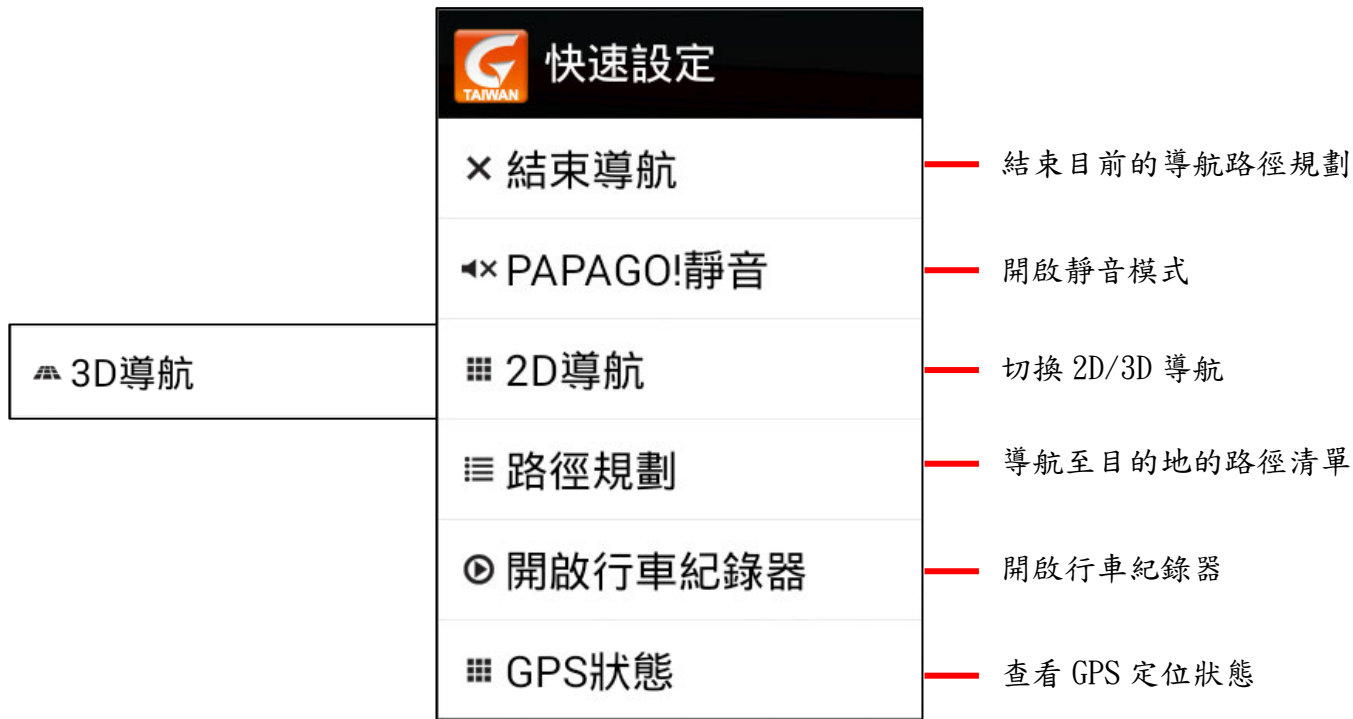 TAIWAN
快速設定
結束導航
結束目前的導航路徑規劃
PAPAGO!靜音
開啟靜音模式
3D導航
2D導航
切換 2D/3D 導航
路徑規劃
導航至目的地的路徑清單
開啟行車紀錄器
開啟行車紀錄器
GPS狀態
查看 GPS 定位狀態